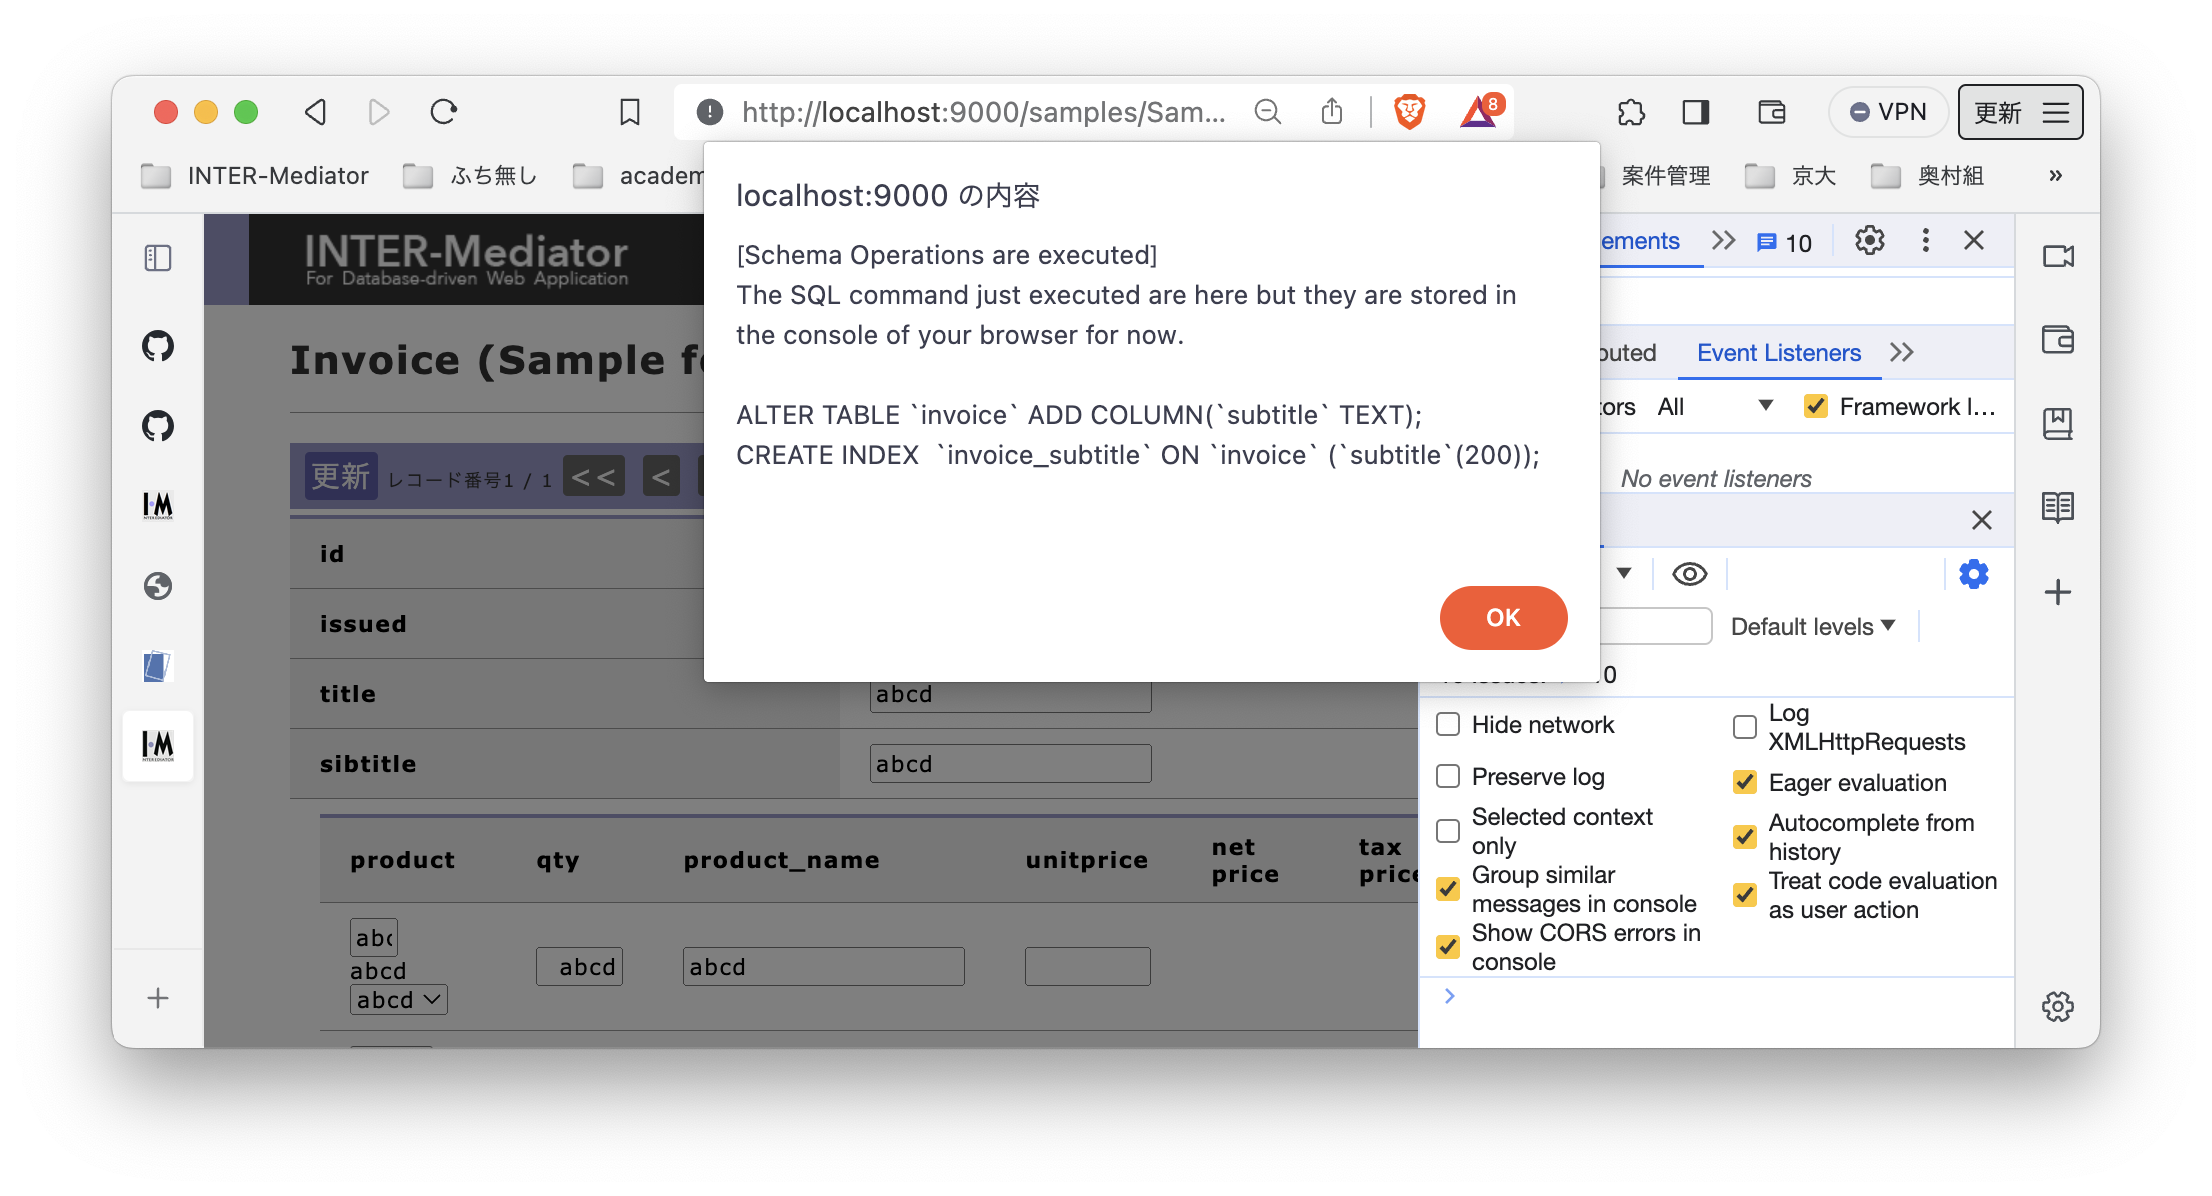 http://localhost:9000/samples/Sam...
8
VPN
更新
INTER-Mediator
ふち無し
academ
案件管理
京大
奥村組
»
localhost:9000 の内容
[Schema Operations are executed]
The SQL command just executed are here but they are stored in
the console of your browser for now.
ALTER TABLE `invoice` ADD COLUMN(`subtitle` TEXT);
CREATE INDEX  `invoice_subtitle` ON `invoice` (`subtitle`(200));
OK
INTER-Mediator
For Database-driven Web Application
Invoice (Sample fo
更新 レコード番号1 / 1 << <
id
issued
title abcd
sibtitle abcd
product qty product_name unitprice net price tax price
abc
abcd
abcd
abcd
abcd
ements
10
outed Event Listeners
ors All Framework l...
No event listeners
Default levels
0
Hide network
Log XMLHttpRequests
Preserve log
Eager evaluation
Selected context only
Autocomplete from history
Group similar messages in console
Treat code evaluation as user action
Show CORS errors in console